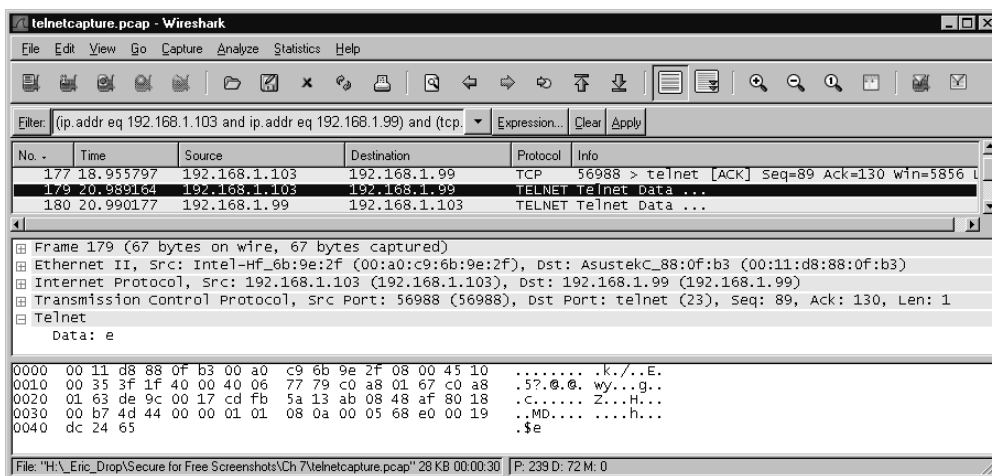 telnetcapture.pcap - Wireshark
File Edit View Go Capture Analyze Statistics Help
Filter: (ip.addr eq 192.168.1.103 and ip.addr eq 192.168.1.99) and (tcp. Expression... Clear Apply
No. - Time Source Destination Protocol Info
177 18.955797 192.168.1.103 192.168.1.99 TCP 56988 > telnet [ACK] Seq=89 Ack=130 Win=5856 L
179 20.989164 192.168.1.103 192.168.1.99 TELNET Telnet Data ...
180 20.990177 192.168.1.99 192.168.1.103 TELNET Telnet Data ...
Frame 179 (67 bytes on wire, 67 bytes captured)
Ethernet II, Src: Intel-Hf_6b:9e:2f (00:a0:c9:6b:9e:2f), Dst: AsustekC_88:0f:b3 (00:11:d8:88:0f:b3)
Internet Protocol, Src: 192.168.1.103 (192.168.1.103), Dst: 192.168.1.99 (192.168.1.99)
Transmission Control Protocol, Src Port: 56988 (56988), Dst Port: telnet (23), Seq: 89, Ack: 130, Len: 1
Telnet
Data: e
0000 00 11 d8 88 0f b3 00 a0 c9 6b 9e 2f 08 00 45 10 ........ .k./..E.
0010 00 35 3f 1f 40 00 40 06 77 79 c0 a8 01 67 c0 a8 .5?.@.@. wy...g..
0020 01 63 de 9c 00 17 cd fb 5a 13 ab 08 48 af 80 18 .c...... Z...H...
0030 00 b7 4d 44 00 00 01 01 08 0a 00 05 68 e0 00 19 ..MD.... ....h...
0040 dc 24 65 .$e
File: "H:\_Eric_Drop\Secure for Free Screenshots\Ch 7\telnetcapture.pcap" 28 KB 00:00:30 P: 239 D: 72 M: 0